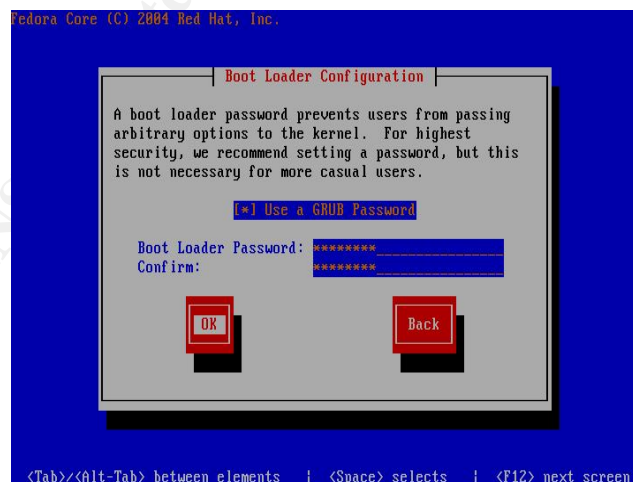 Fedora Core (C) 2004 Red Hat, Inc.
Boot Loader Configuration
A boot loader password prevents users from passing
arbitrary options to the kernel.  For highest
security, we recommend setting a password, but this
is not necessary for more casual users.
[*] Use a GRUB Password
Boot Loader Password: ********________________
Confirm: ********________________
OK Back
<Tab>/<Alt-Tab> between elements | <Space> selects | <F12> next screen